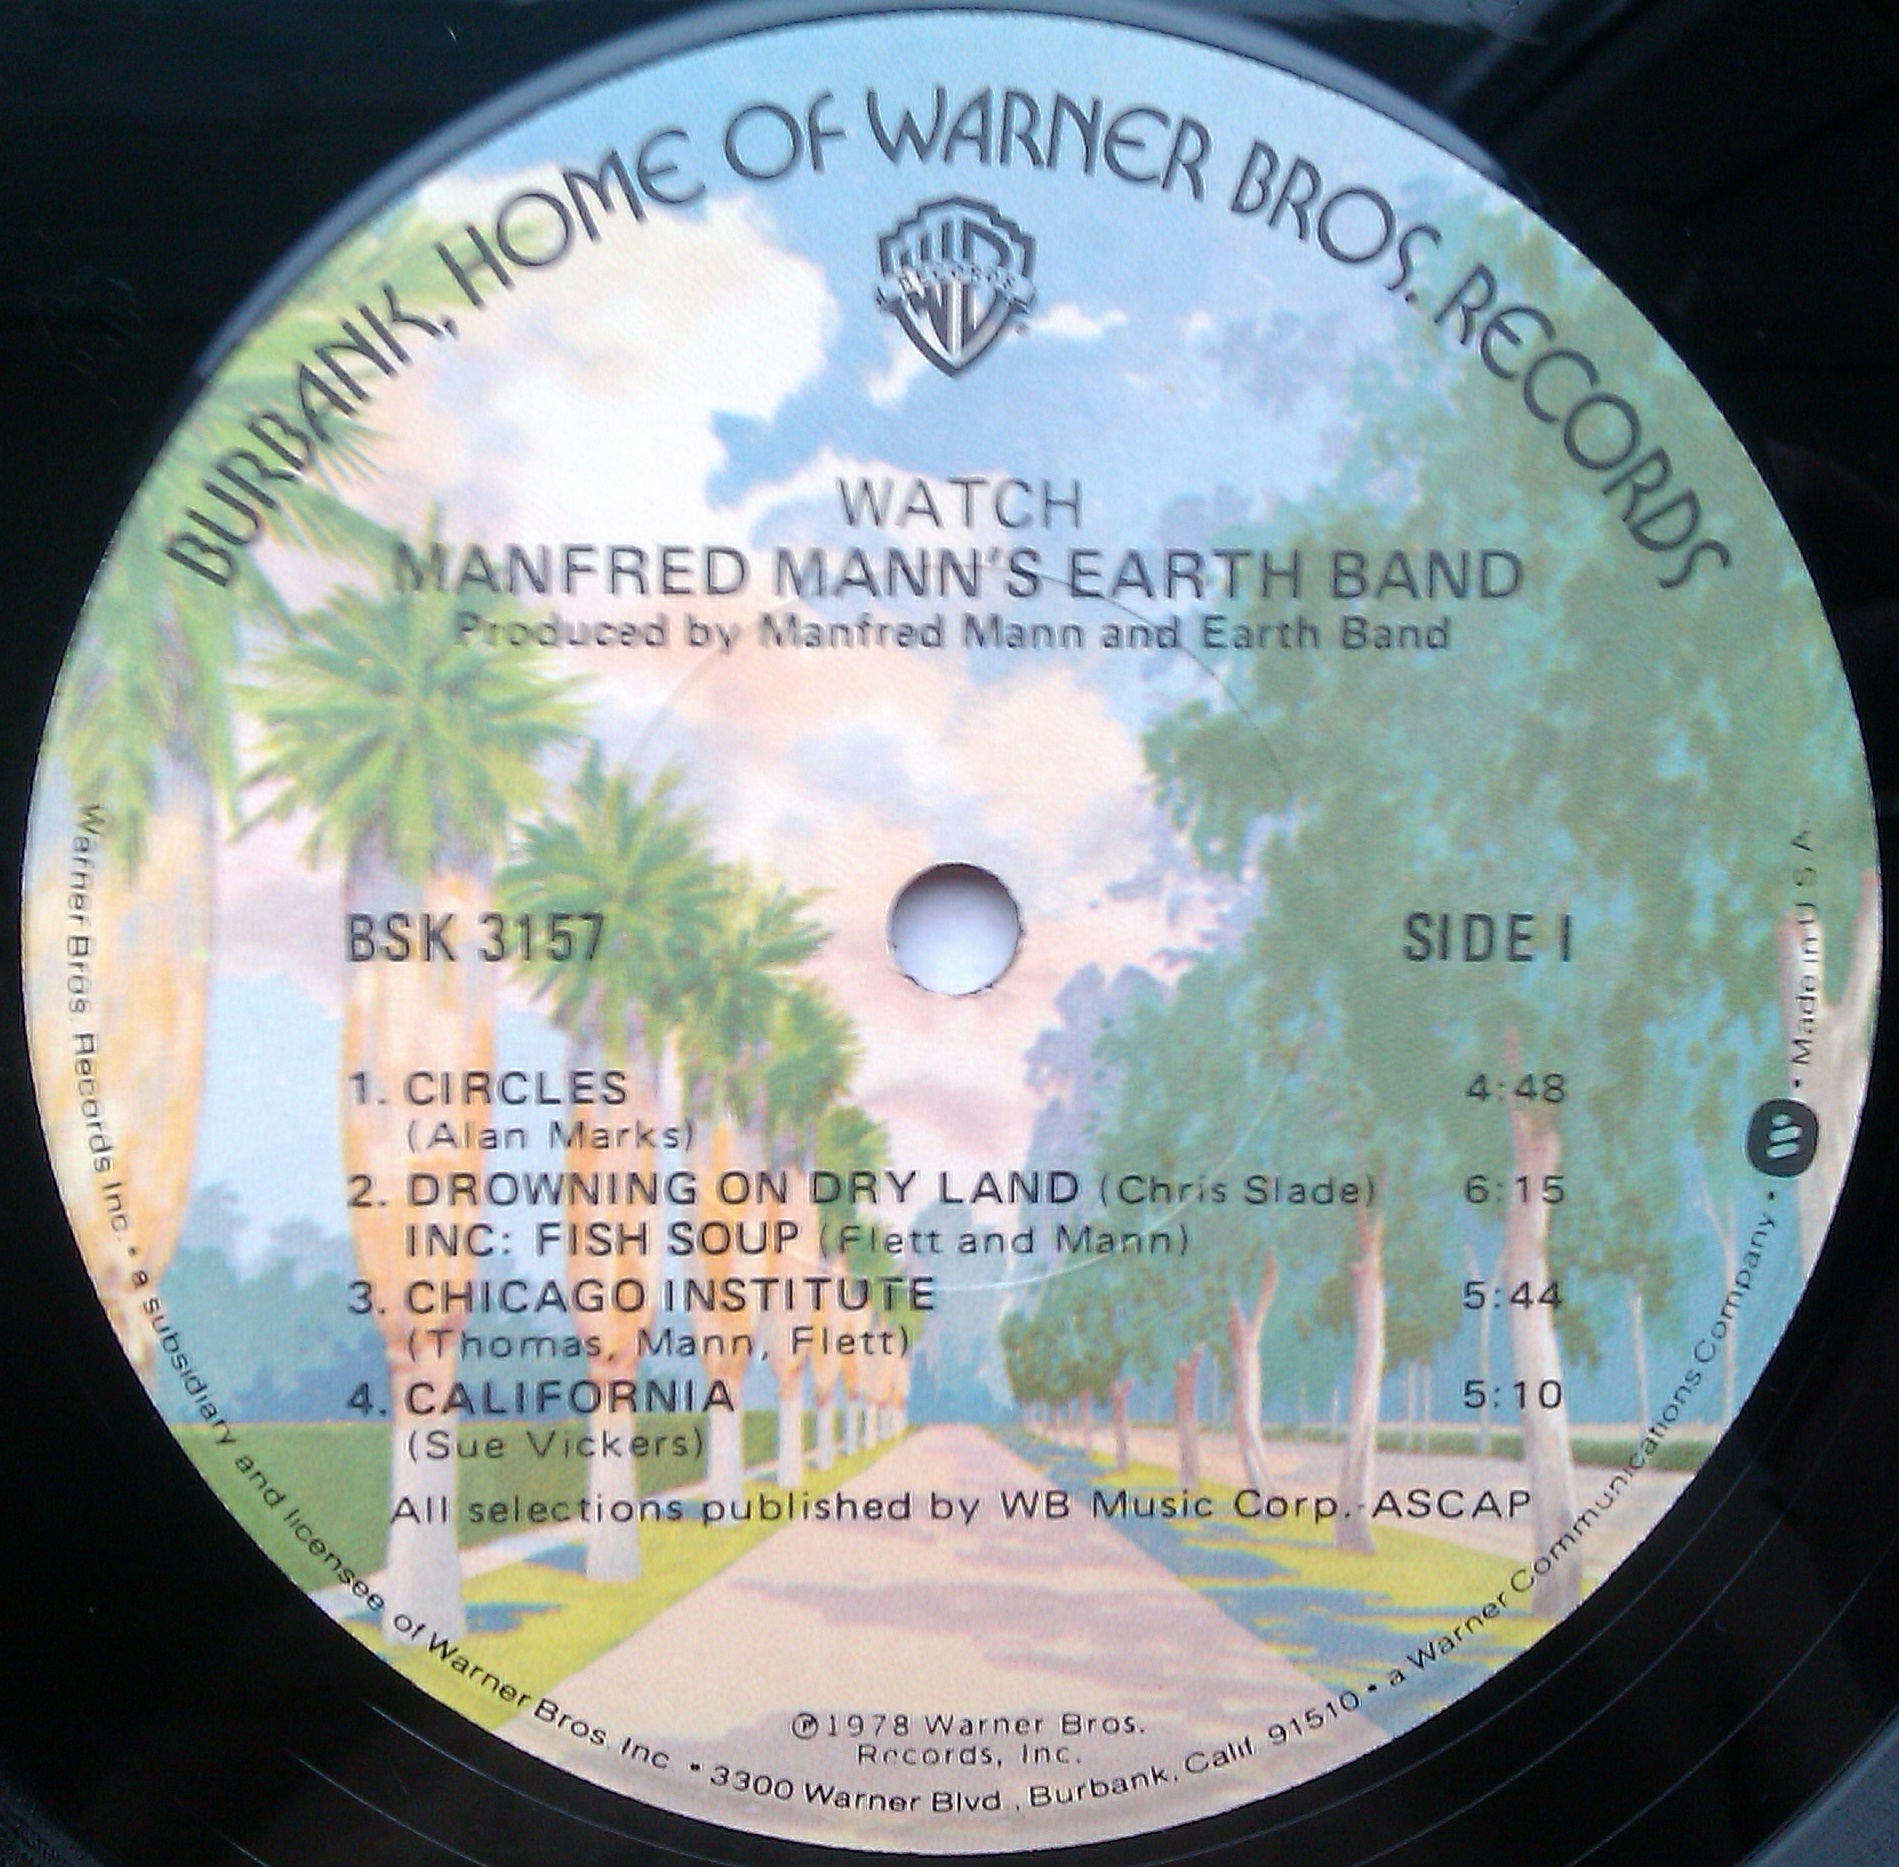 BURBANK, HOME OF WARNER BROS. RECORDS
W B
RECORDS
WATCH
MANFRED MANN'S EARTH BAND
Produced by Manfred Mann and Earth Band
BSK 3157
SIDE 1
1. CIRCLES 4:48
(Alan Marks)
2. DROWNING ON DRY LAND (Chris Slade) 6:15
INC: FISH SOUP (Flett and Mann)
3. CHICAGO INSTITUTE 5:44
(Thomas, Mann, Flett)
4. CALIFORNIA 5:10
(Sue Vickers)
All selections published by WB Music Corp.-ASCAP
℗1978 Warner Bros.
Records, Inc.
Warner Bros. Records Inc. • a subsidiary and licensee of Warner Bros. Inc • 3300 Warner Blvd., Burbank, Calif. 91510 • a Warner Communications Company • W • Made in U S A